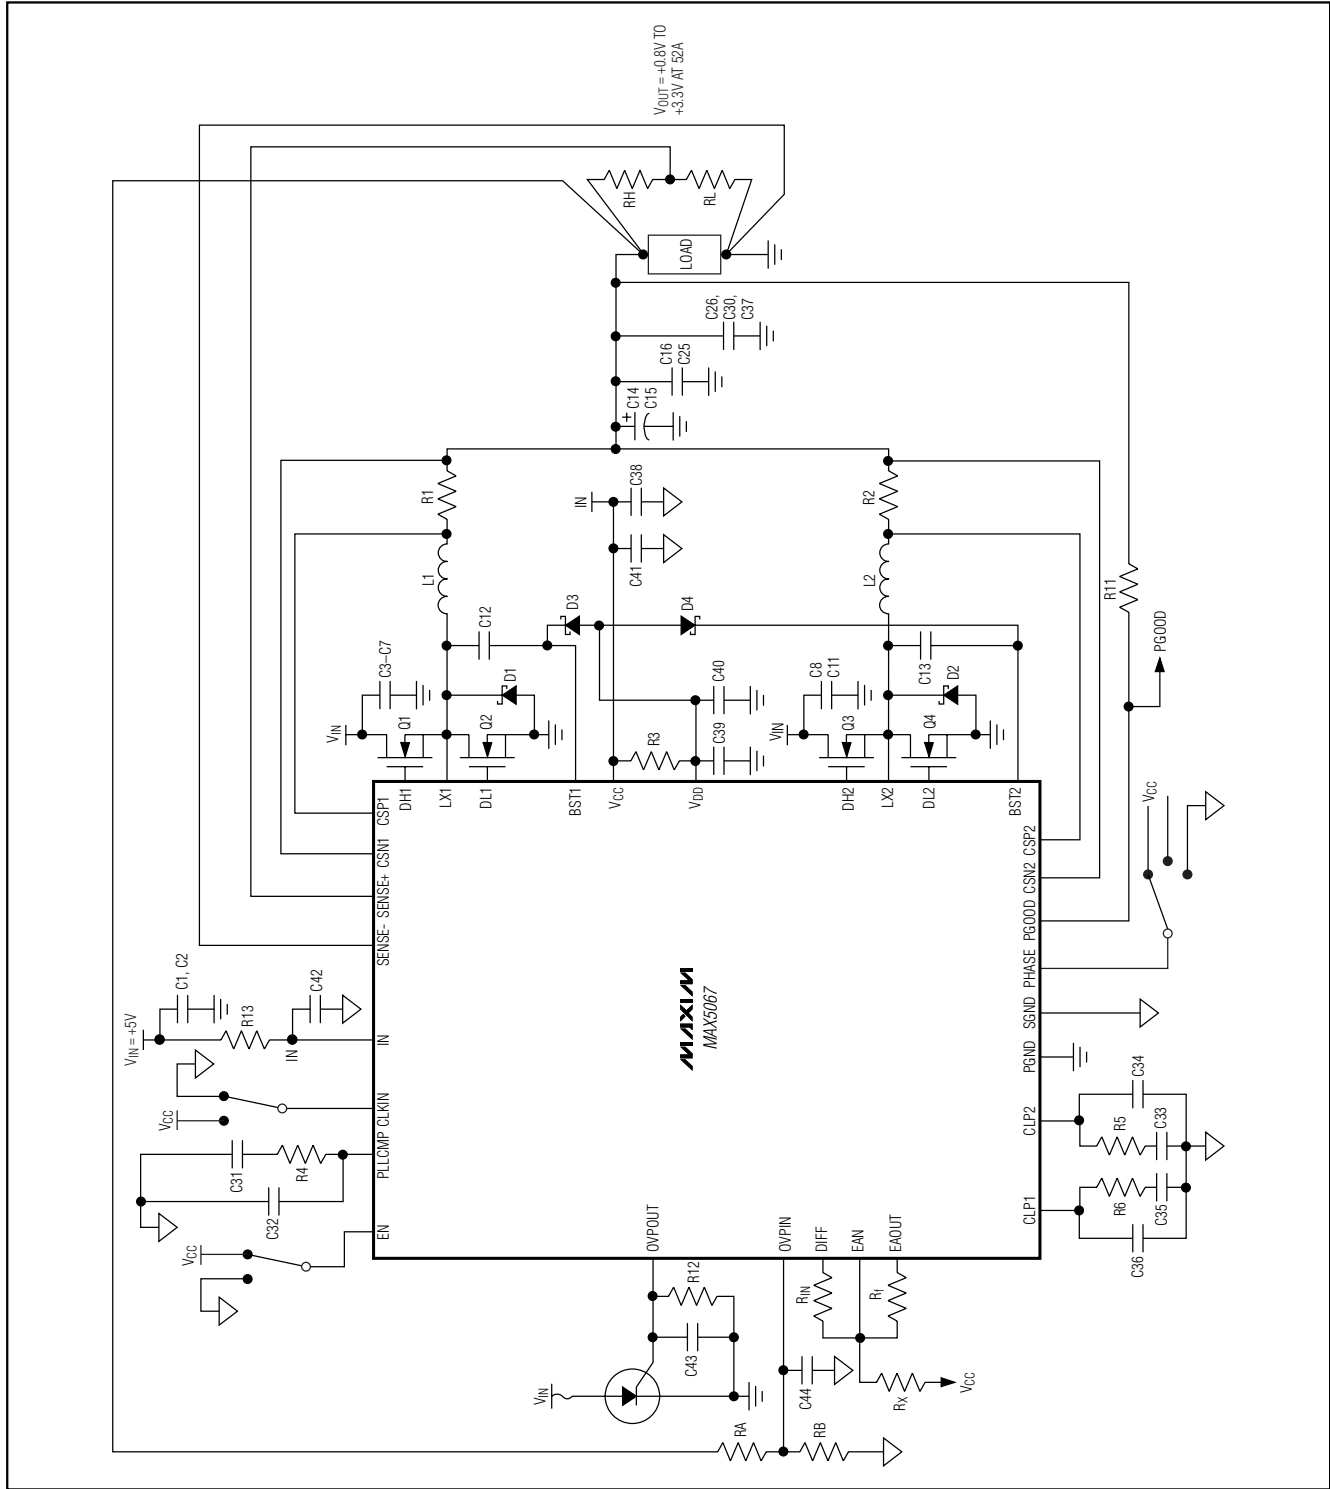 VOUT = +0.8V TO
+3.3V AT 52A
RH
RL
LOAD
C26,
C30,
C37
C16
C25
+
C14
C15
R1
IN
C38
R2
C41
L1
L2
R11
C12
D3
D4
PGOOD
C3–C7
VIN
Q1
D1
Q2
C40
R3
C39
VIN
C8
C11
Q3
C13
D2
Q4
DH1
LX1
DL1
BST1
VCC
VDD
DH2
LX2
DL2
BST2
CSP1
CSN1
SENSE+
SENSE-
IN
CLKIN
PLLCMP
EN
CSP2
CSN2
PGOOD
PHASE
SGND
PGND
CLP2
CLP1
VCC
VIN = +5V
C1, C2
R13
C42
IN
VCC
C31
R4
C32
VCC
MAXIM
MAX5067
C34
R5
C33
R6
C35
C36
OVPOUT
OVPIN
DIFF
EAN
EAOUT
R12
C43
VIN
RIN
Rf
C44
RX
VCC
RA
RB